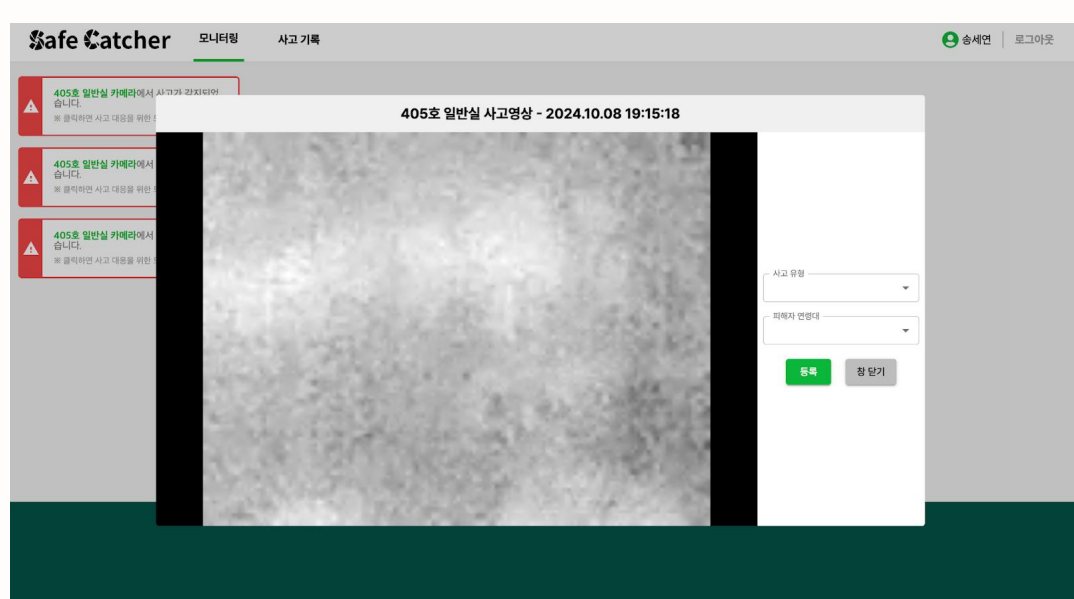 Safe Catcher
모니터링
사고 기록
송세연
로그아웃
405호 일반실 카메라에서 사고가 감지되었
습니다.
※ 클릭하면 사고 대응을 위한
405호 일반실 카메라에서
습니다.
※ 클릭하면 사고 대응을 위한
405호 일반실 카메라에서
습니다.
※ 클릭하면 사고 대응을 위한
405호 일반실 사고영상 - 2024.10.08 19:15:18
사고 유형
피해자 연령대
등록
창 닫기